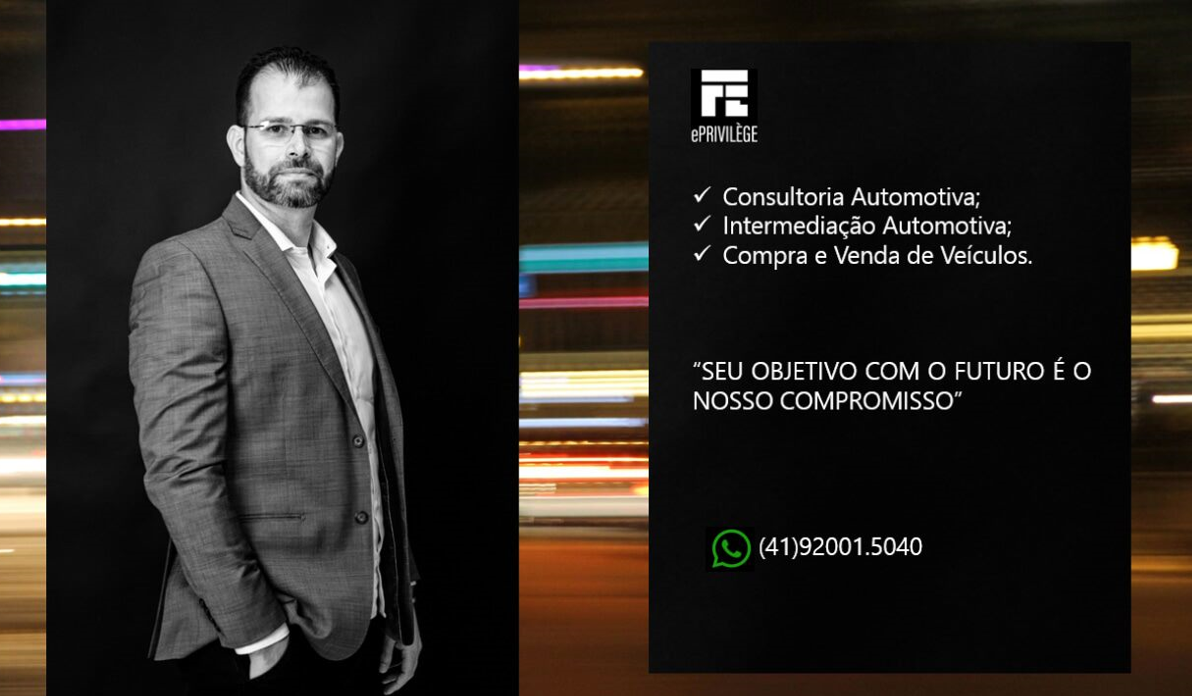 ePRIVILÈGE
✓ Consultoria Automotiva;
✓ Intermediação Automotiva;
✓ Compra e Venda de Veículos.
“SEU OBJETIVO COM O FUTURO É O
NOSSO COMPROMISSO”
(41)92001.5040